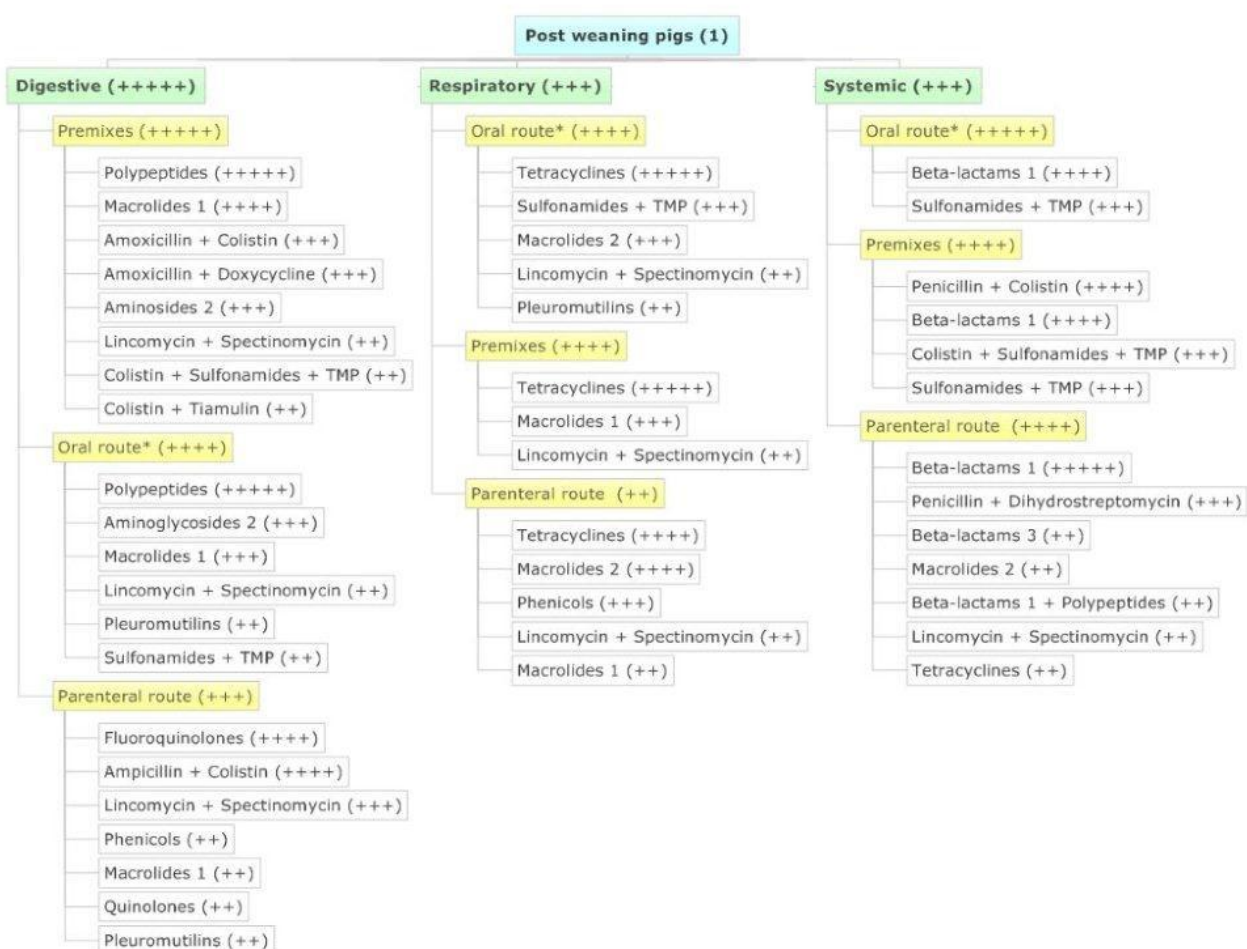 Post weaning pigs (1)
Digestive (+++++)
Premixes (+++++)
Polypeptides (+++++)
Macrolides 1 (++++)
Amoxicillin + Colistin (+++)
Amoxicillin + Doxycycline (+++)
Aminosides 2 (+++)
Lincomycin + Spectinomycin (++)
Colistin + Sulfonamides + TMP (++)
Colistin + Tiamulin (++)
Oral route* (++++)
Polypeptides (+++++)
Aminoglycosides 2 (+++)
Macrolides 1 (+++)
Lincomycin + Spectinomycin (++)
Pleuromutilins (++)
Sulfonamides + TMP (++)
Parenteral route (+++)
Fluoroquinolones (++++)
Ampicillin + Colistin (++++)
Lincomycin + Spectinomycin (+++)
Phenicols (++)
Macrolides 1 (++)
Quinolones (++)
Pleuromutilins (++)
Respiratory (+++)
Oral route* (++++)
Tetracyclines (+++++)
Sulfonamides + TMP (+++)
Macrolides 2 (+++)
Lincomycin + Spectinomycin (++)
Pleuromutilins (++)
Premixes (++++)
Tetracyclines (+++++)
Macrolides 1 (+++)
Lincomycin + Spectinomycin (++)
Parenteral route (++)
Tetracyclines (++++)
Macrolides 2 (++++)
Phenicols (+++)
Lincomycin + Spectinomycin (++)
Macrolides 1 (++)
Systemic (+++)
Oral route* (+++++)
Beta-lactams 1 (++++)
Sulfonamides + TMP (+++)
Premixes (++++)
Penicillin + Colistin (++++)
Beta-lactams 1 (++++)
Colistin + Sulfonamides + TMP (+++)
Sulfonamides + TMP (+++)
Parenteral route (++++)
Beta-lactams 1 (+++++)
Penicillin + Dihydrostreptomycin (+++)
Beta-lactams 3 (++)
Macrolides 2 (++)
Beta-lactams 1 + Polypeptides (++)
Lincomycin + Spectinomycin (++)
Tetracyclines (++)